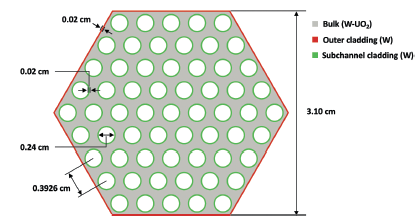 0.02 cm
Bulk (W-UO₂)
Outer cladding (W)
Subchannel cladding (W)
0.02 cm
3.10 cm
0.24 cm
0.3926 cm